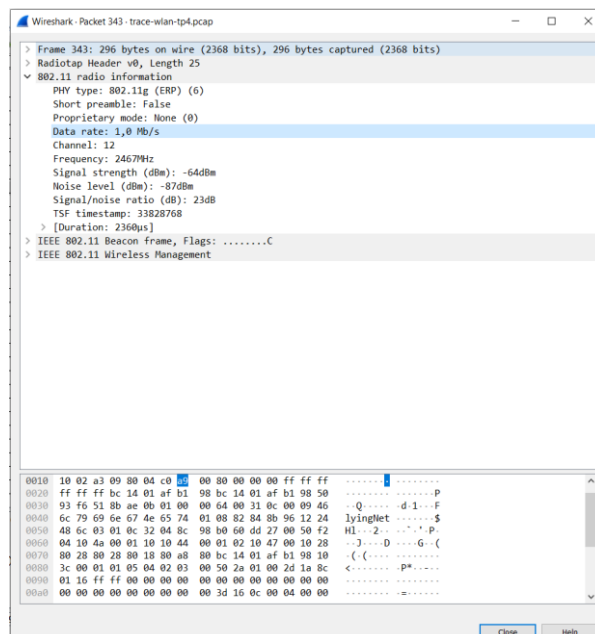 Wireshark · Packet 343 · trace-wlan-tp4.pcap
Frame 343: 296 bytes on wire (2368 bits), 296 bytes captured (2368 bits)
Radiotap Header v0, Length 25
802.11 radio information
PHY type: 802.11g (ERP) (6)
Short preamble: False
Proprietary mode: None (0)
Data rate: 1,0 Mb/s
Channel: 12
Frequency: 2467MHz
Signal strength (dBm): -64dBm
Noise level (dBm): -87dBm
Signal/noise ratio (dB): 23dB
TSF timestamp: 33828768
[Duration: 2360µs]
IEEE 802.11 Beacon frame, Flags: ........C
IEEE 802.11 Wireless Management
0010 10 02 a3 09 80 04 c0 a9 00 80 00 00 00 ff ff ff ········ ········
0020 ff ff ff bc 14 01 af b1 98 bc 14 01 af b1 98 50 ········ ·······P
0030 93 f6 51 8b ae 0b 01 00 00 64 00 31 0c 00 09 46 ··Q····· ·d·1···F
0040 6c 79 69 6e 67 4e 65 74 01 08 82 84 8b 96 12 24 lyingNet ·······$
0050 48 6c 03 01 0c 32 04 8c 98 b0 60 dd 27 00 50 f2 Hl···2·· ··`·'·P·
0060 04 10 4a 00 01 10 10 44 00 01 02 10 47 00 10 28 ··J····D ····G··(
0070 80 28 80 28 80 18 80 a8 80 bc 14 01 af b1 98 10 ·(·(···· ········
0080 3c 00 01 01 05 04 02 03 00 50 2a 01 00 2d 1a 8c <······· ·P*··-··
0090 01 16 ff ff 00 00 00 00 00 00 00 00 00 00 00 00 ········ ········
00a0 00 00 00 00 00 00 00 00 00 3d 16 0c 00 04 00 00 ········ ·=······
Close Help